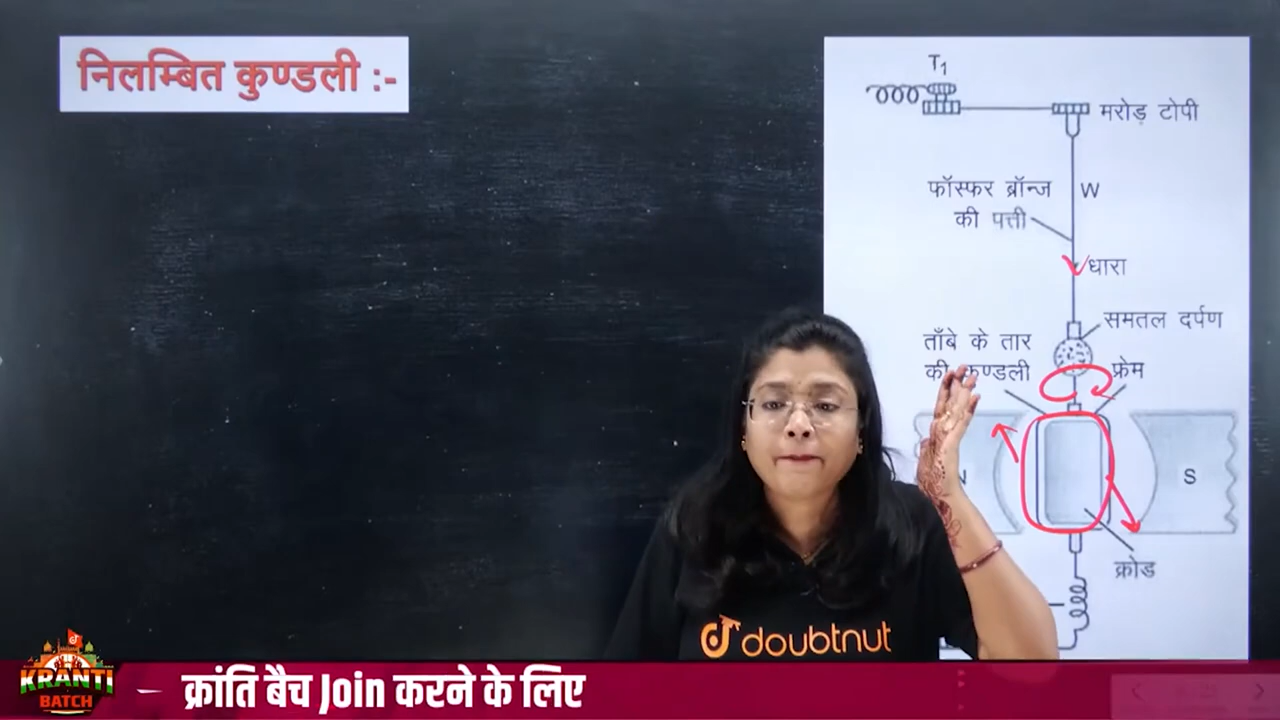 निलम्बित कुण्डली :-
T1
मरोड़ टोपी
फॉस्फर ब्रॉन्ज
की पत्ती
W
धारा
समतल दर्पण
ताँबे के तार
की कुण्डली
फ्रेम
N
S
क्रोड
doubtnut
KRANTI
BATCH
क्रांति बैच Join करने के लिए